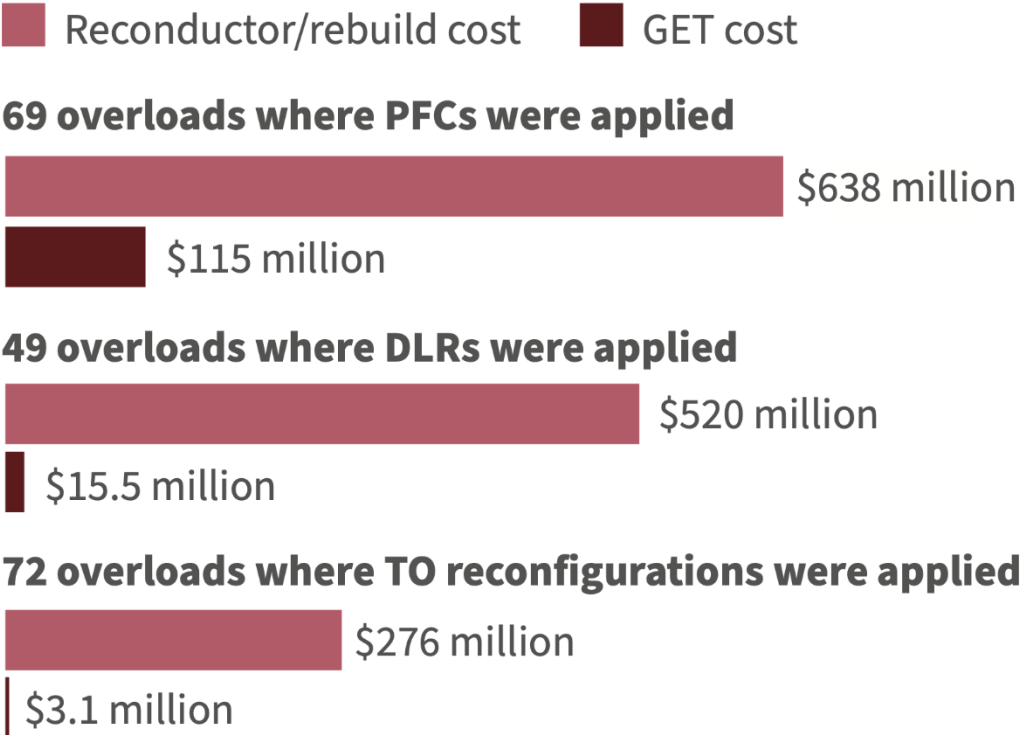 Reconductor/rebuild cost GET cost
69 overloads where PFCs were applied
$638 million
$115 million
49 overloads where DLRs were applied
$520 million
$15.5 million
72 overloads where TO reconfigurations were applied
$276 million
$3.1 million